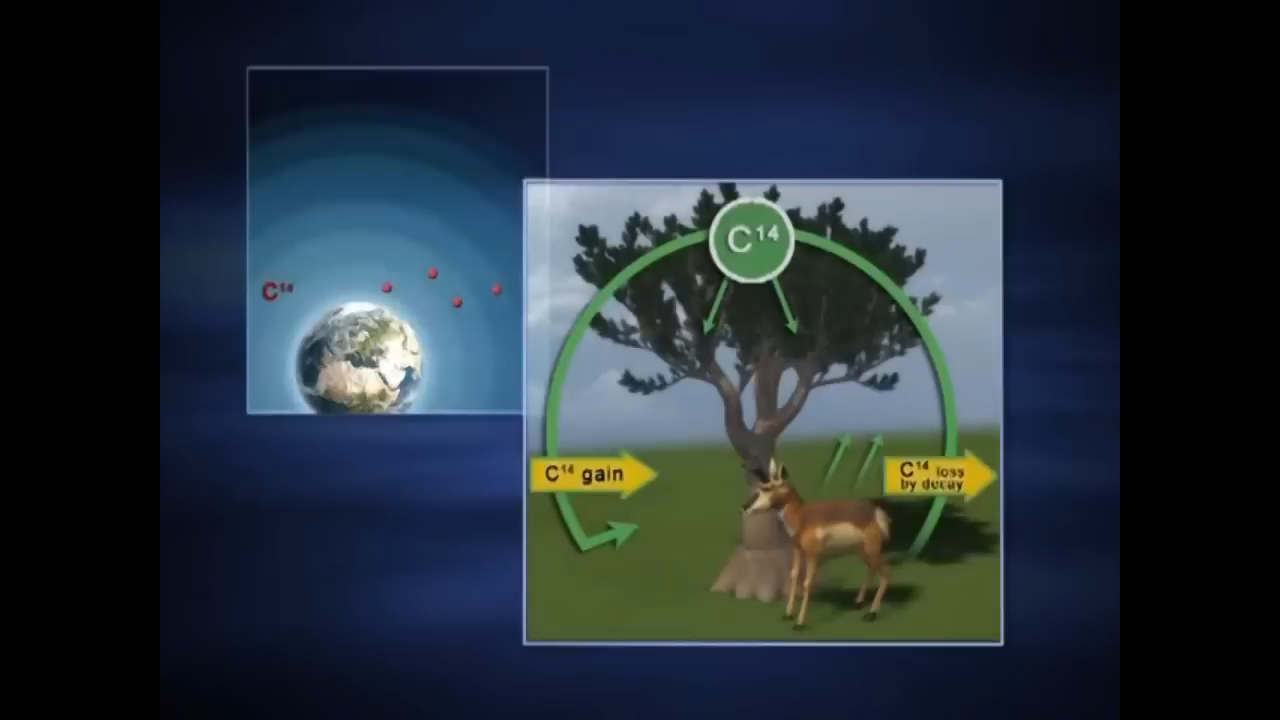 C¹⁴
C¹⁴
C¹⁴ gain
C¹⁴ loss
by decay